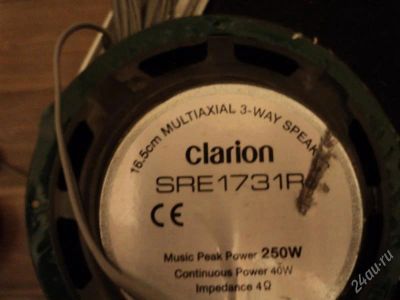 16.5cm MULTIAXIAL 3-WAY
clarion
SRE1731R
CE
Music Peak Power 250W
Continuous Power 40W
Impedance 4Ω
24au.ru